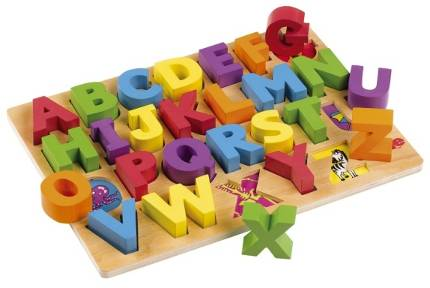 A B C D E F G
H I J K L M N
O P Q R S T U
V W X Y Z